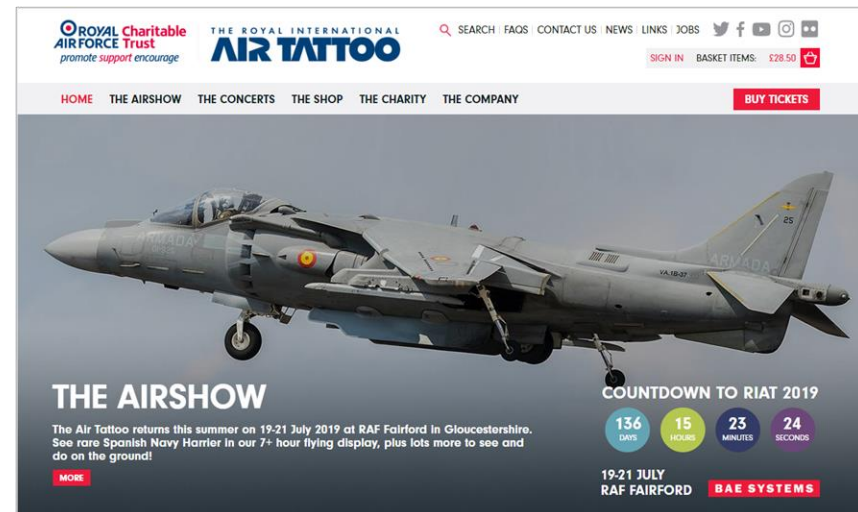 ROYAL Charitable
AIR FORCE Trust
promote support encourage
THE ROYAL INTERNATIONAL
AIR TATTOO
SEARCH | FAQS | CONTACT US | NEWS | LINKS | JOBS
SIGN IN BASKET ITEMS: £28.50
HOME THE AIRSHOW THE CONCERTS THE SHOP THE CHARITY THE COMPANY
BUY TICKETS
25
ARMADA
ARMADA
VA.1B-37
THE AIRSHOW
The Air Tattoo returns this summer on 19-21 July 2019 at RAF Fairford in Gloucestershire.
See rare Spanish Navy Harrier in our 7+ hour flying display, plus lots more to see and
do on the ground!
MORE
COUNTDOWN TO RIAT 2019
136 15 23 24
DAYS HOURS MINUTES SECONDS
19-21 JULY
RAF FAIRFORD
BAE SYSTEMS